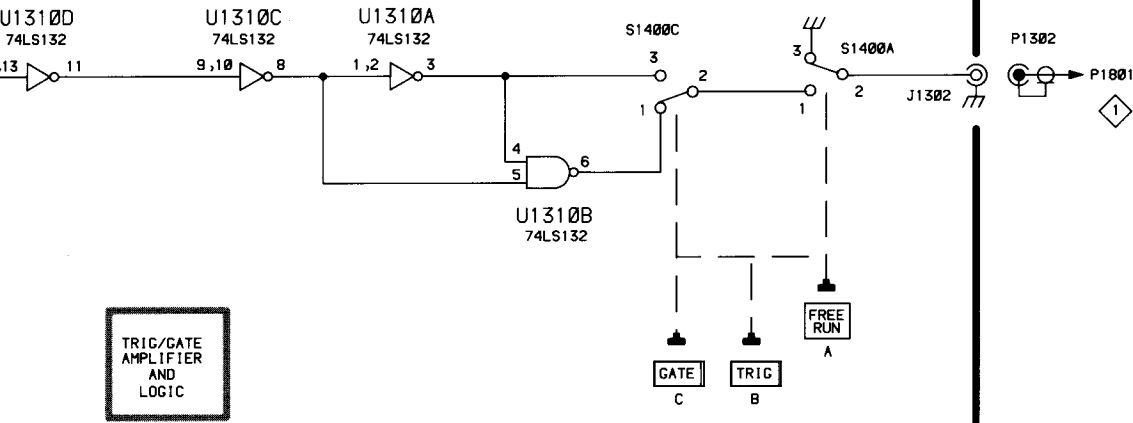 U1310D
74LS132
,13
11
U1310C
74LS132
9,10
8
U1310A
74LS132
1,2
3
4
5
6
U1310B
74LS132
S1400C
3
2
1
3
S1400A
2
1
J1302
P1302
P1801
1
TRIG/GATE
AMPLIFIER
AND
LOGIC
GATE
C
TRIG
B
FREE
RUN
A